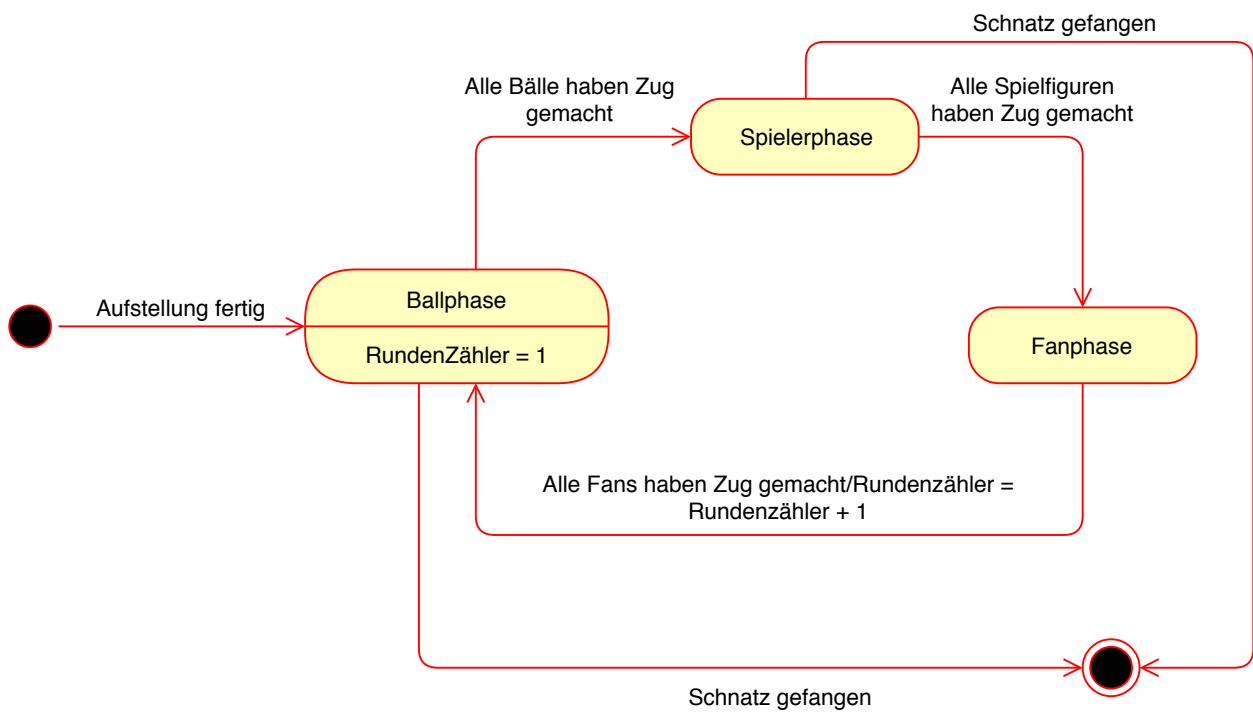 Schnatz gefangen
Alle Bälle haben Zug
gemacht
Alle Spielfiguren
haben Zug gemacht
Spielerphase
Aufstellung fertig
Ballphase
RundenZähler = 1
Fanphase
Alle Fans haben Zug gemacht/Rundenzähler =
Rundenzähler + 1
Schnatz gefangen